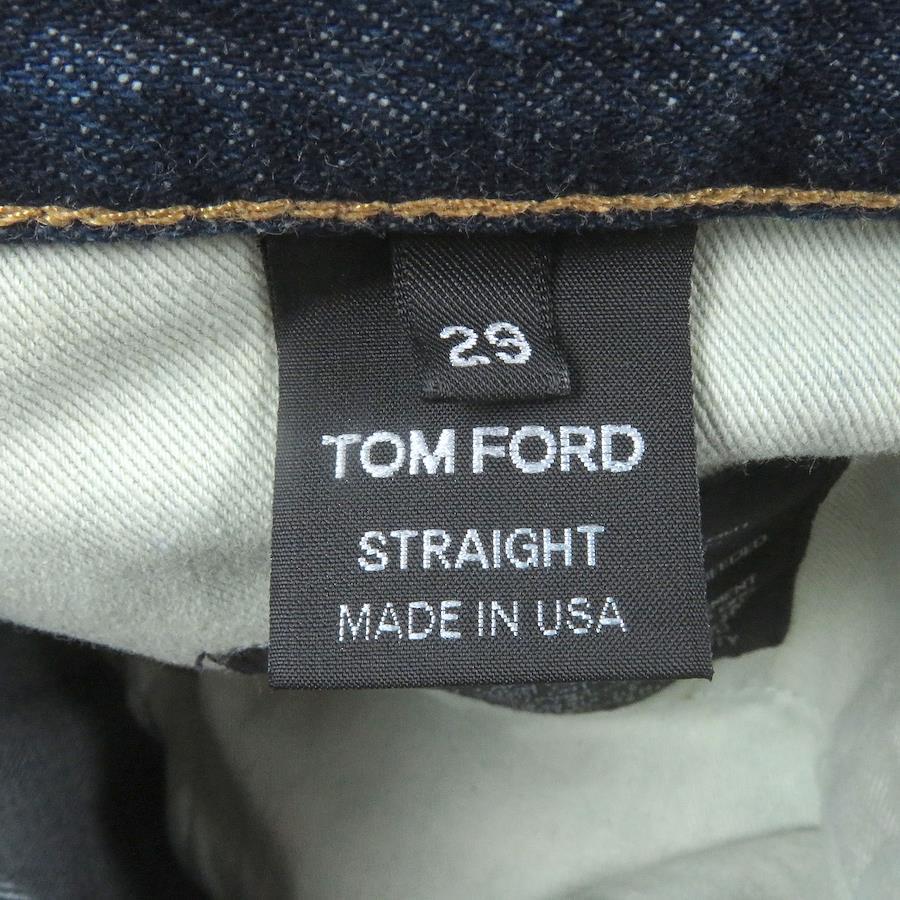 29
TOM FORD
STRAIGHT
MADE IN USA